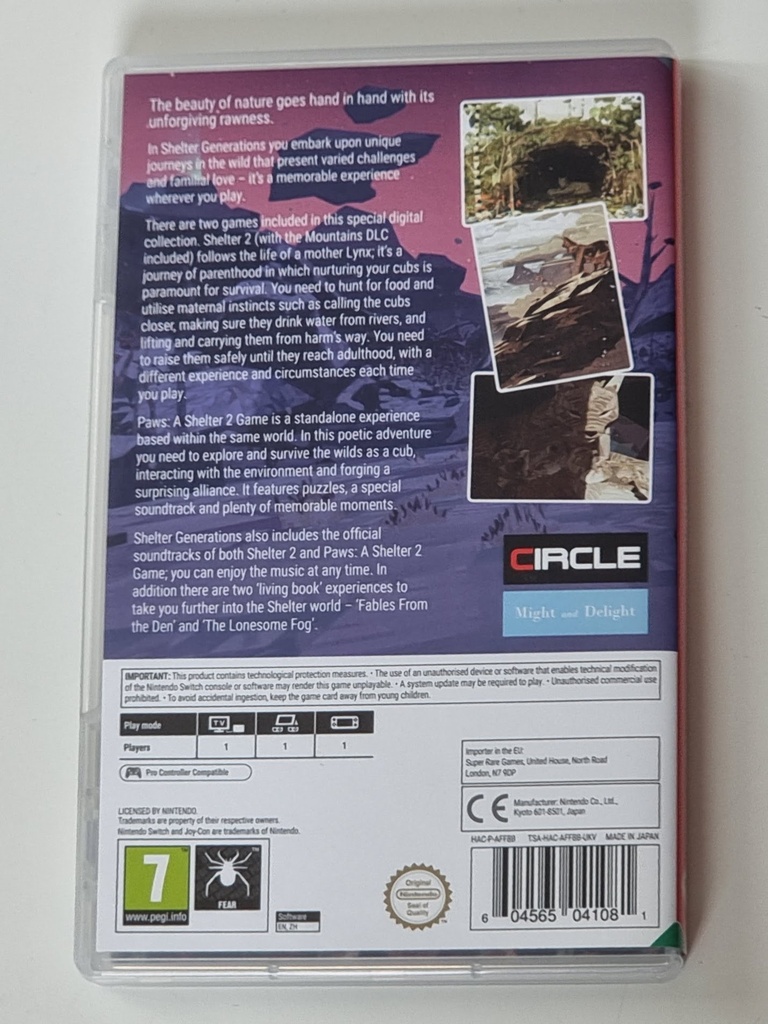 The beauty of nature goes hand in hand with its
unforgiving rawness.
In Shelter Generations you embark upon unique
journeys in the wild that present varied challenges
and familial love – it's a memorable experience
wherever you play.
There are two games included in this special digital
collection. Shelter 2 (with the Mountains DLC
included) follows the life of a mother Lynx; it's a
journey of parenthood in which nurturing your cubs is
paramount for survival. You need to hunt for food and
utilise maternal instincts such as calling the cubs
closer, making sure they drink water from rivers, and
lifting and carrying them from harm's way. You need
to raise them safely until they reach adulthood, with a
different experience and circumstances each time
you play.
Paws: A Shelter 2 Game is a standalone experience
based within the same world. In this poetic adventure
you need to explore and survive the wilds as a cub,
interacting with the environment and forging a
surprising alliance. It features puzzles, a special
soundtrack and plenty of memorable moments.
Shelter Generations also includes the official
soundtracks of both Shelter 2 and Paws: A Shelter 2
Game; you can enjoy the music at any time. In
addition there are two 'living book' experiences to
take you further into the Shelter world – 'Fables From
the Den' and 'The Lonesome Fog'.
CIRCLE
Might and Delight
IMPORTANT: This product contains technological protection measures. • The use of an unauthorised device or software that enables technical modification
of the Nintendo Switch console or software may render this game unplayable. • A system update may be required to play. • Unauthorised commercial use
prohibited. • To avoid accidental ingestion, keep the game card away from young children.
Play mode TV
Players 1 1 1
Pro Controller Compatible
Importer in the EU:
Super Rare Games, United House, North Road
London, N7 9DP
CE Manufacturer: Nintendo Co., Ltd.,
Kyoto 601-8501, Japan
LICENSED BY NINTENDO.
Trademarks are property of their respective owners.
Nintendo Switch and Joy-Con are trademarks of Nintendo.
HAC-P-AFFBB TSA-HAC-AFFBB-UKV MADE IN JAPAN
7 TM
www.pegi.info
TM
FEAR
Software
EN, ZH
Original
Nintendo
Seal of
Quality
TM
6 04565 04108 1